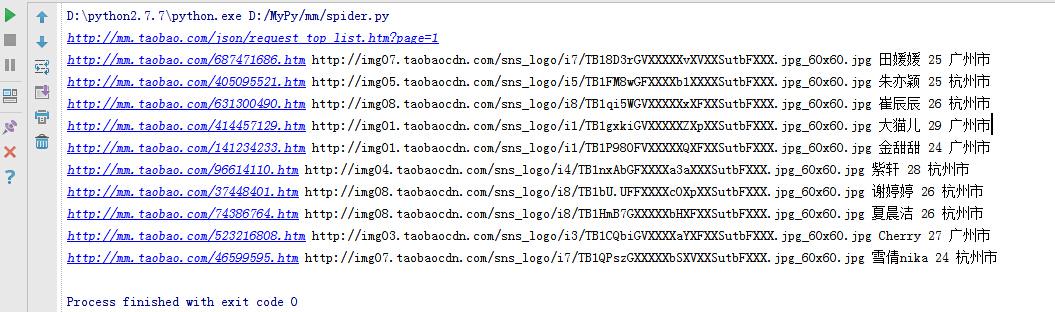 D:\python2.7.7\python.exe D:/MyPy/mm/spider.py
http://mm.taobao.com/json/request_top_list.htm?page=1
http://mm.taobao.com/687471686.htm http://img07.taobaocdn.com/sns_logo/i7/TB18D3rGVXXXXXvXVXXSutbFXXX.jpg_60x60.jpg 田媛媛 25 广州市
http://mm.taobao.com/405095521.htm http://img05.taobaocdn.com/sns_logo/i5/TB1FM8wGFXXXXb1XXXXSutbFXXX.jpg_60x60.jpg 朱亦颖 25 杭州市
http://mm.taobao.com/631300490.htm http://img08.taobaocdn.com/sns_logo/i8/TB1qi5WGVXXXXXxXFXXSutbFXXX.jpg_60x60.jpg 崔辰辰 26 杭州市
http://mm.taobao.com/414457129.htm http://img01.taobaocdn.com/sns_logo/i1/TB1gxkiGVXXXXXZXpXXSutbFXXX.jpg_60x60.jpg 大猫儿 29 广州市
http://mm.taobao.com/141234233.htm http://img01.taobaocdn.com/sns_logo/i1/TB1P98OFVXXXXXQXFXXSutbFXXX.jpg_60x60.jpg 金甜甜 24 广州市
http://mm.taobao.com/96614110.htm http://img04.taobaocdn.com/sns_logo/i4/TB1nxAbGFXXXXa3aXXXSutbFXXX.jpg_60x60.jpg 紫轩 28 杭州市
http://mm.taobao.com/37448401.htm http://img08.taobaocdn.com/sns_logo/i8/TB1bU.UFFXXXXcOXpXXSutbFXXX.jpg_60x60.jpg 谢婷婷 26 杭州市
http://mm.taobao.com/74386764.htm http://img08.taobaocdn.com/sns_logo/i8/TB1HmB7GXXXXXbHXFXXSutbFXXX.jpg_60x60.jpg 夏晨洁 26 杭州市
http://mm.taobao.com/523216808.htm http://img03.taobaocdn.com/sns_logo/i3/TB1CQbiGVXXXXaYXFXXSutbFXXX.jpg_60x60.jpg Cherry 27 广州市
http://mm.taobao.com/46599595.htm http://img07.taobaocdn.com/sns_logo/i7/TB1QPszGXXXXXbSXVXXSutbFXXX.jpg_60x60.jpg 雪倩nika 24 杭州市
Process finished with exit code 0